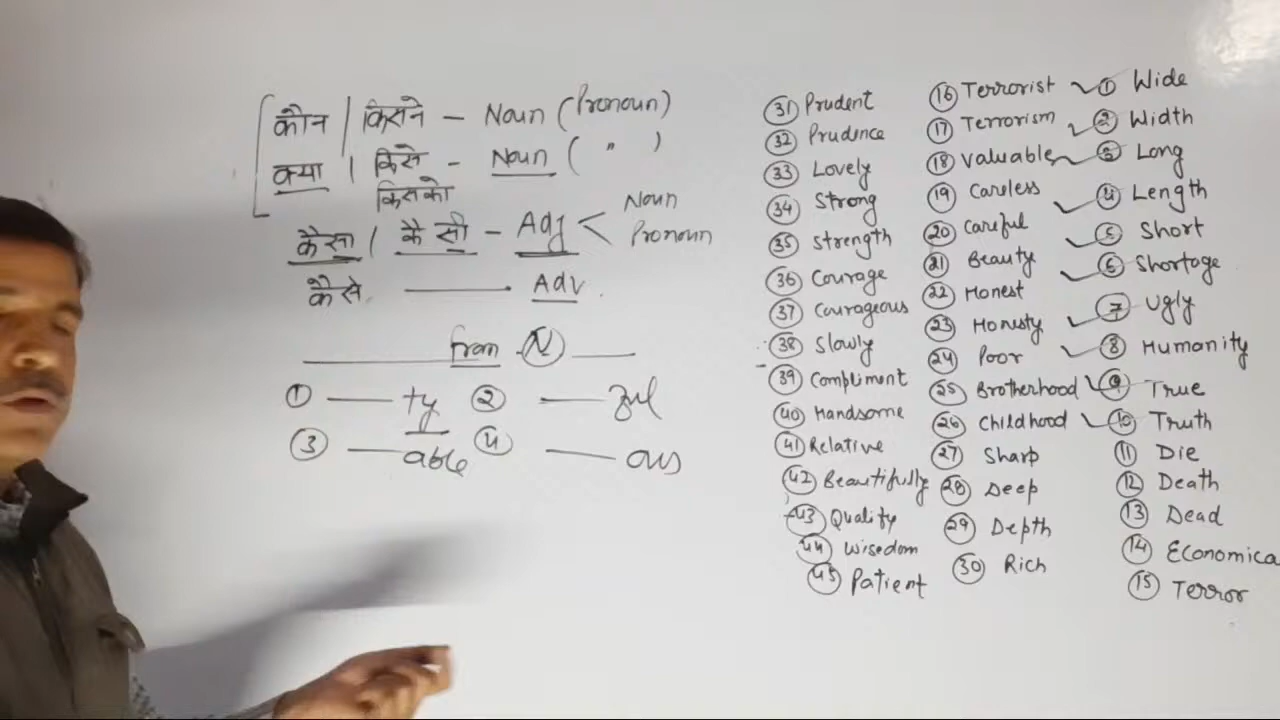 कौन | किसने - Noun (Pronoun)
क्या | किसे - Noun ( " )
किसको
कैसा | कैसी - Adj < Noun
Pronoun
कैसे ——— Adv.
——— from (N) ———
① —— ty ② —— ful
③ —— able ④ —— ous
③① Prudent
③② Prudence
③③ Lovely
③④ Strong
③⑤ Strength
③⑥ Courage
③⑦ Courageous
③⑧ Slowly
③⑨ Compliment
④⓪ Handsome
④① Relative
④② Beautifully
④③ Quality
④④ Wisedom
④⑤ Patient
①⑥ Terrorist
①⑦ Terrorism
①⑧ Valuable
①⑨ Careless
②⓪ Careful
②① Beauty
②② Honest
②③ Honesty
②④ Poor
②⑤ Brotherhood
②⑥ Childhood
②⑦ Sharp
②⑧ Deep
②⑨ Depth
③⓪ Rich
① Wide
② Width
③ Long
④ Length
⑤ Short
⑥ Shortage
⑦ Ugly
⑧ Humanity
⑨ True
⑩ Truth
①① Die
①② Death
①③ Dead
①④ Economica
①⑤ Terror